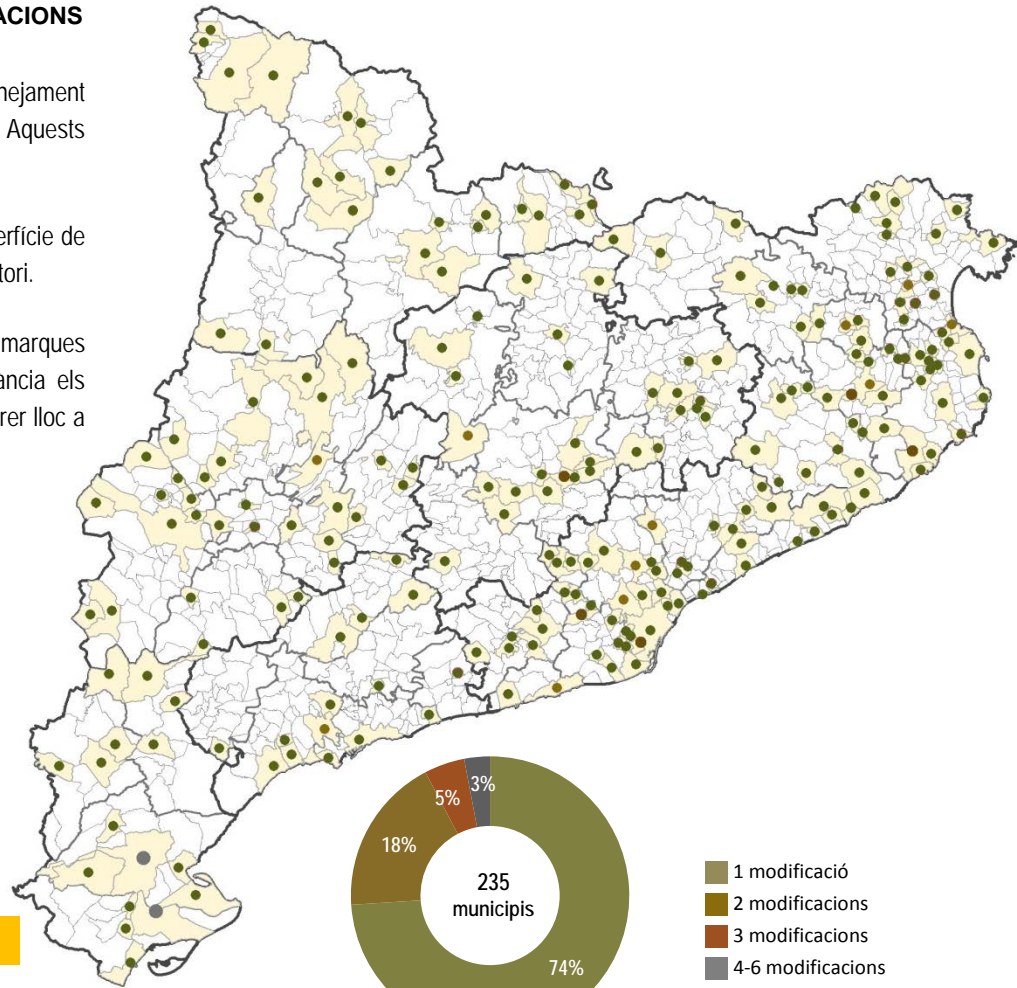 ACIONS
nejament
Aquests
erfície de
tori.
marques
ància els
rer lloc a
3%
5%
18%
235
municipis
74%
1 modificació
2 modificacions
3 modificacions
4-6 modificacions